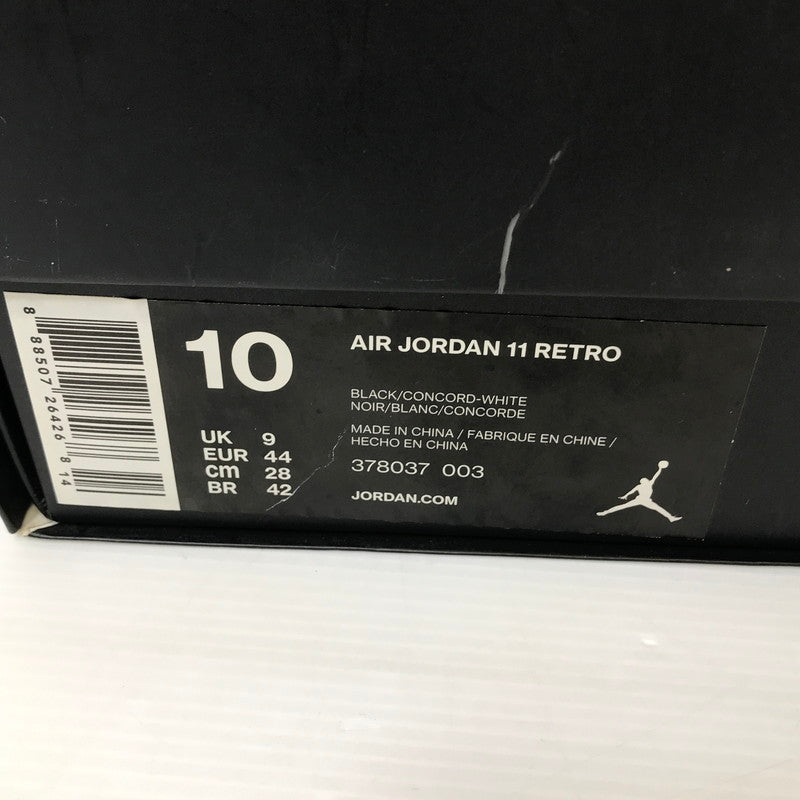 8 88507 26426 8 14
10
UK 9
EUR 44
cm 28
BR 42
AIR JORDAN 11 RETRO
BLACK/CONCORD-WHITE
NOIR/BLANC/CONCORDE
MADE IN CHINA / FABRIQUE EN CHINE /
HECHO EN CHINA
378037 003
JORDAN.COM